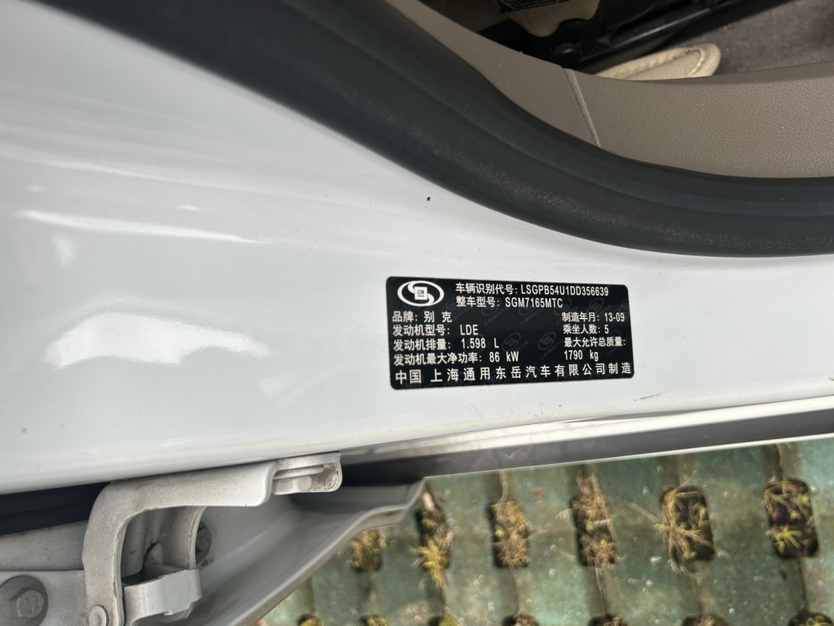 GM
车辆识别代号: LSGPB54U1DD356639
整车型号: SGM7165MTC
品牌: 别 克 制造年月: 13-09
发动机型号: LDE 乘坐人数: 5
发动机排量: 1.598 L 最大允许总质量:
发动机最大净功率: 86 kW 1790 kg
中国 上海通用东岳汽车有限公司制造